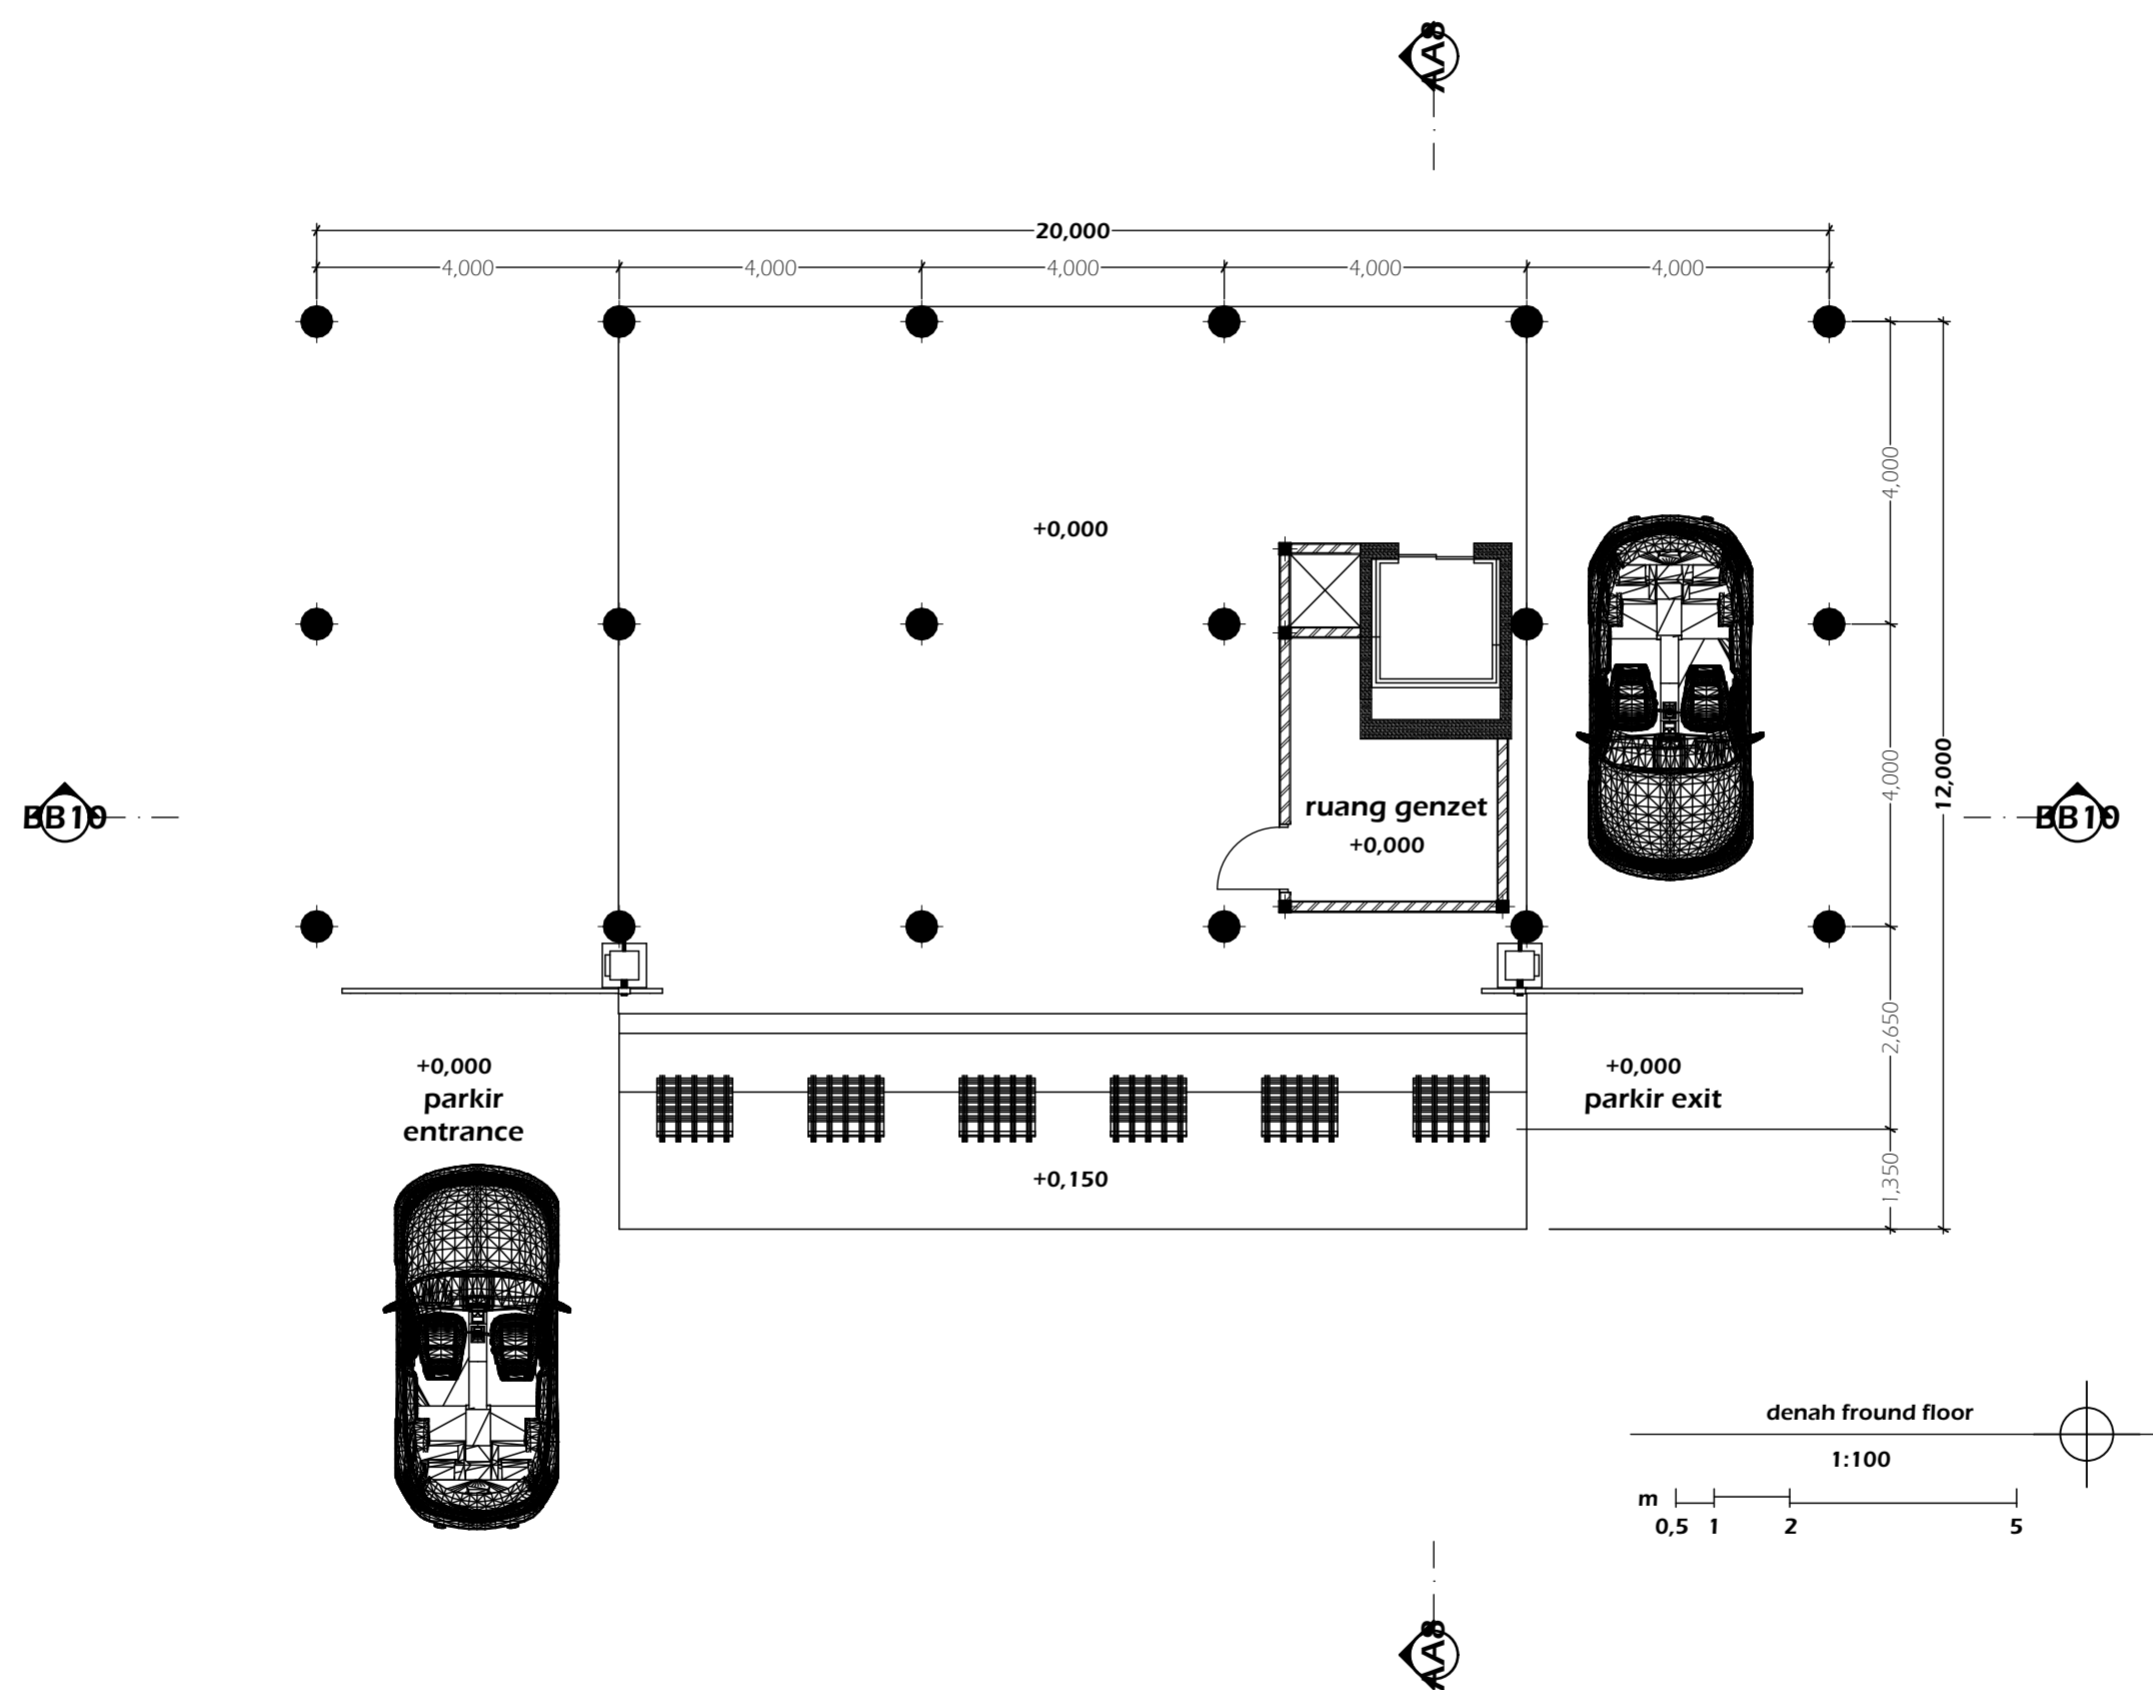 AA8
20,000
4,000 4,000 4,000 4,000 4,000
4,000
+0,000
4,000
12,000
BB10
BB10
ruang genzet
+0,000
2,650
+0,000
parkir
entrance
+0,000
parkir exit
1,350
+0,150
denah fround floor
1:100
m
0,5 1 2 5
AA8